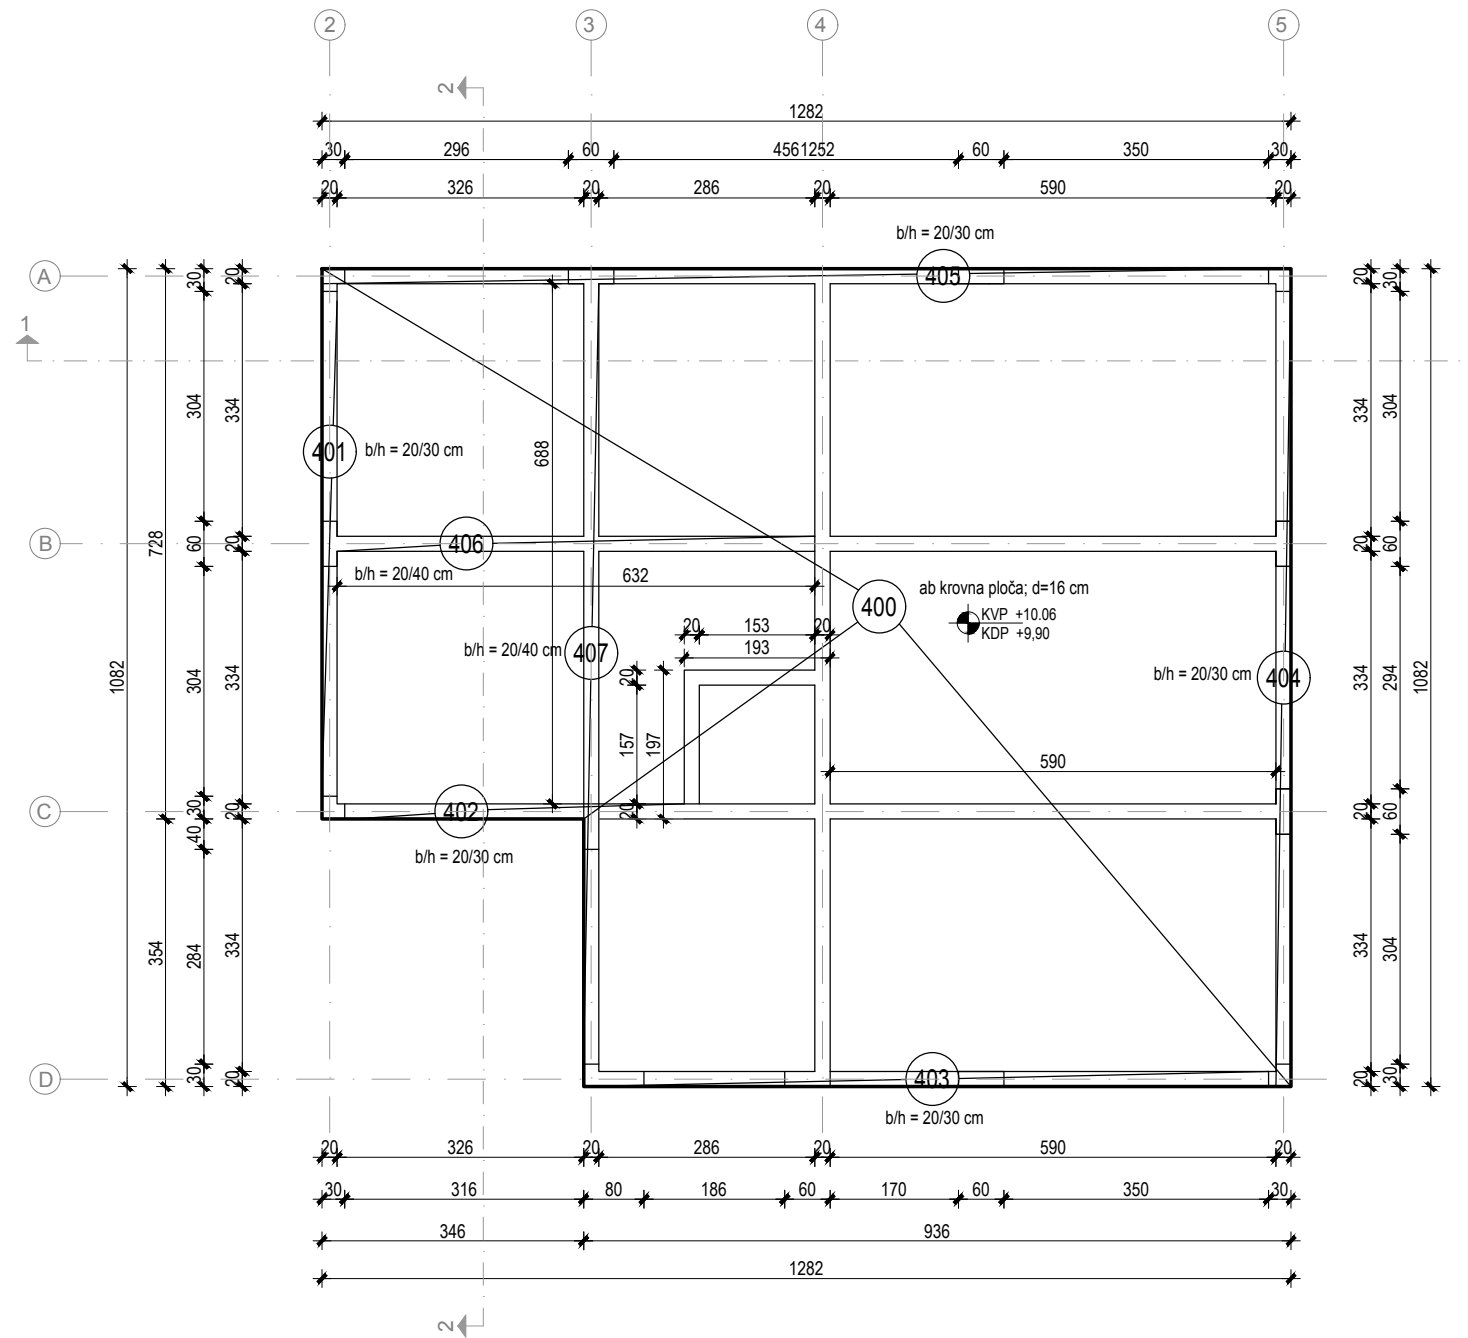 2 3 4 5
2
1282
30 296 60 4561252 60 350 30
20 326 20 286 20 590 20
b/h = 20/30 cm
A
405
1
30 20
20 30
304 334
334 304
401
b/h = 20/30 cm
688
728
B
406
60 20
20 60
b/h = 20/40 cm
632
400
ab krovna ploča; d=16 cm
KVP +10.06
KDP +9,90
20 153 20
193
b/h = 20/40 cm
407
1082
304 334
20
157 197
20
b/h = 20/30 cm
404
334 294 1082
590
C
402
30 20
40
20 60
b/h = 20/30 cm
354 284 334
334 304
D
30 20
403
20 30
b/h = 20/30 cm
20 326 20 286 20 590 20
30 316 80 186 60 170 60 350 30
346 936
1282
2